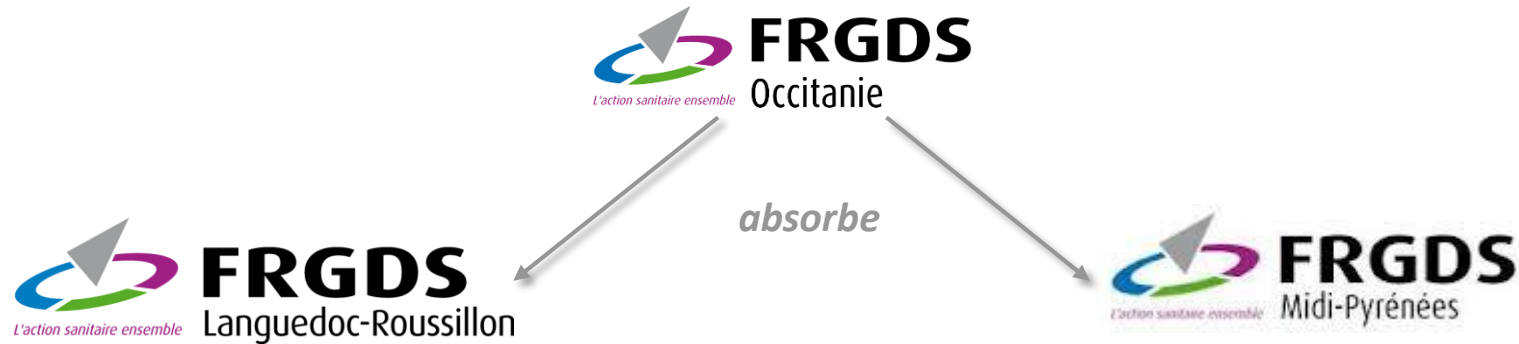 FRGDS
Occitanie
L'action sanitaire ensemble
absorbe
FRGDS
Languedoc-Roussillon
L'action sanitaire ensemble
FRGDS
Midi-Pyrénées
L'action sanitaire ensemble